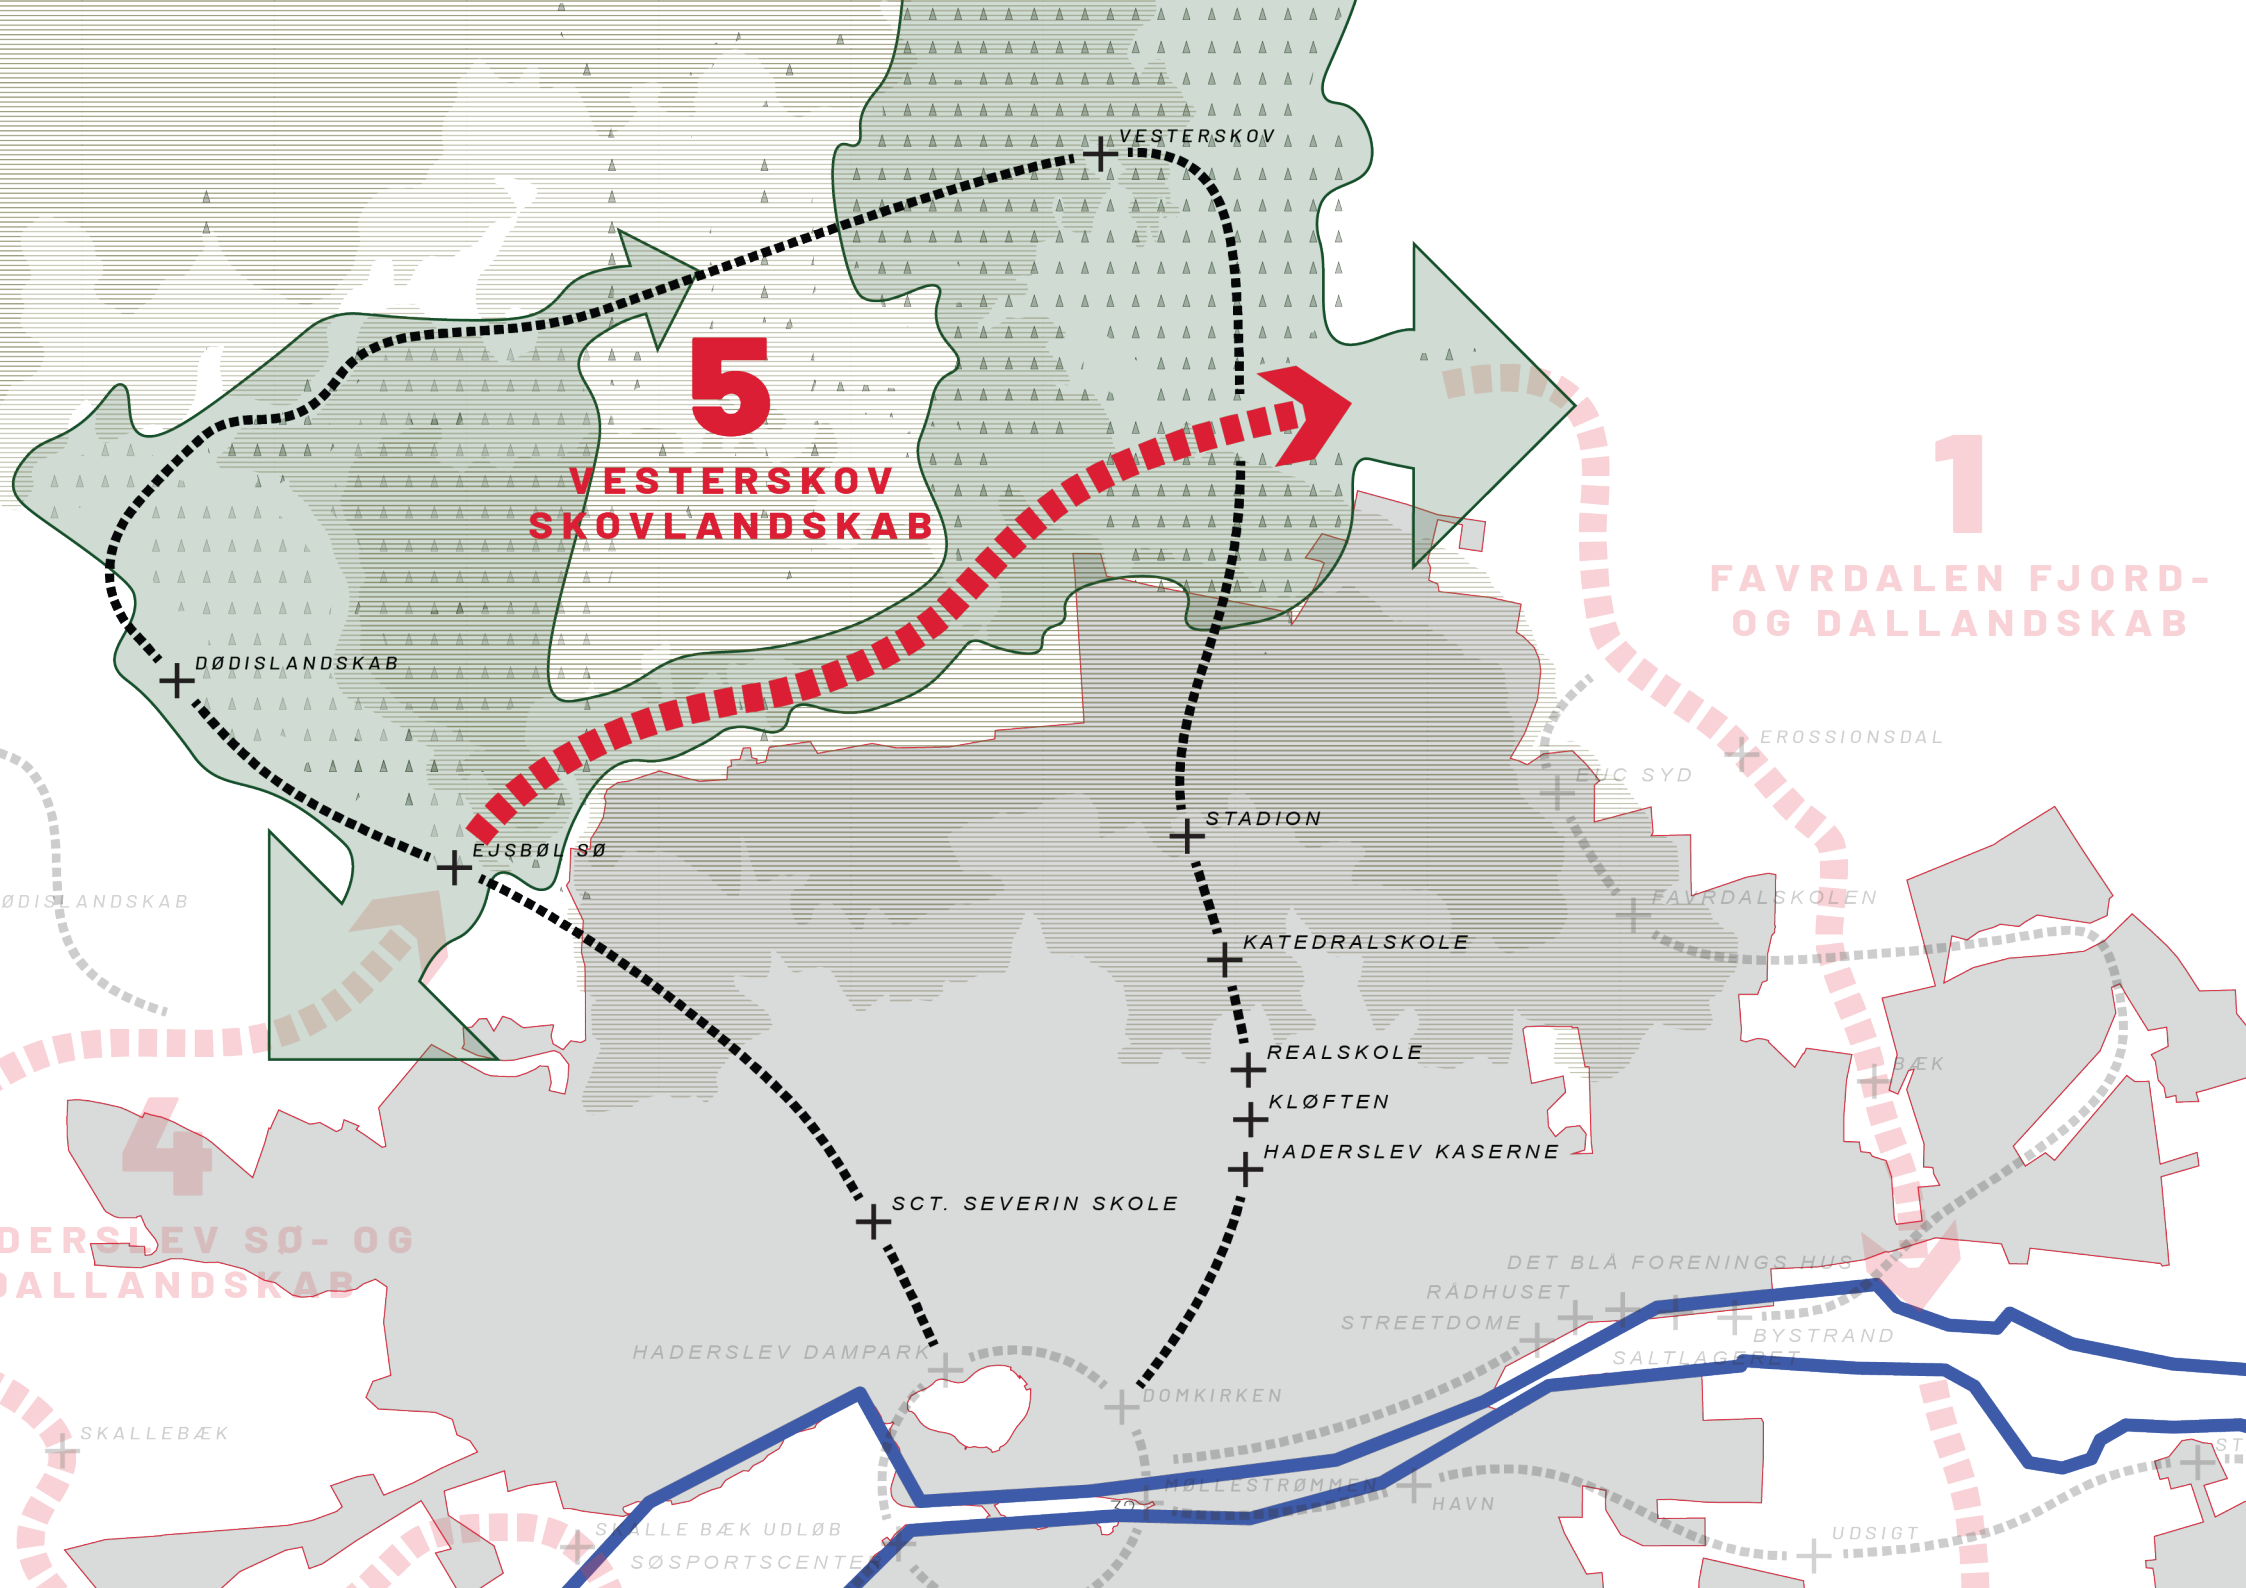 VESTERSKOV
5
VESTERSKOV
SKOVLANDSKAB
1
FAVRDALEN FJORD-
OG DALLANDSKAB
DØDISLANDSKAB
EROSSIONSDAL
EUC SYD
STADION
EJSBØL SØ
FAVRDALSKOLEN
ØDISLANDSKAB
KATEDRALSKOLE
REALSKOLE
BÆK
KLØFTEN
4
HADERSLEV KASERNE
SCT. SEVERIN SKOLE
DERSLEV SØ- OG
DALLANDSKAB
DET BLÅ FORENINGS HUS
RÅDHUSET
STREETDOME
BYSTRAND
HADERSLEV DAMPARK
SALTLAGERET
DOMKIRKEN
SKALLEBÆK
ST
MØLLESTRØMMEN
HAVN
SKALLE BÆK UDLØB
UDSIGT
SØSPORTSCENTER